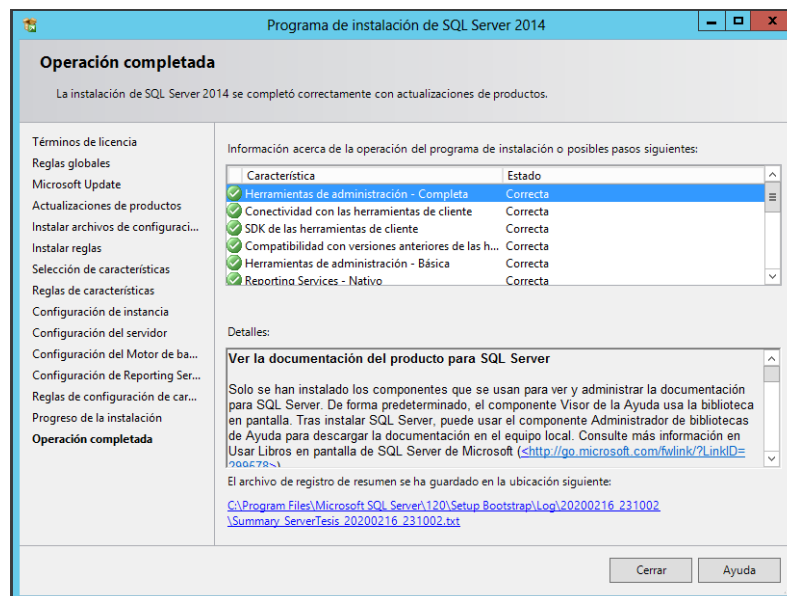 Programa de instalación de SQL Server 2014
Operación completada
La instalación de SQL Server 2014 se completó correctamente con actualizaciones de productos.
Términos de licencia
Reglas globales
Microsoft Update
Actualizaciones de productos
Instalar archivos de configuraci...
Instalar reglas
Selección de características
Reglas de características
Configuración de instancia
Configuración del servidor
Configuración del Motor de ba...
Configuración de Reporting Ser...
Reglas de configuración de car...
Progreso de la instalación
Operación completada
Información acerca de la operación del programa de instalación o posibles pasos siguientes:
Característica Estado
Herramientas de administración - Completa Correcta
Conectividad con las herramientas de cliente Correcta
SDK de las herramientas de cliente Correcta
Compatibilidad con versiones anteriores de las h... Correcta
Herramientas de administración - Básica Correcta
Reporting Services - Nativo Correcta
Detalles:
Ver la documentación del producto para SQL Server
Solo se han instalado los componentes que se usan para ver y administrar la documentación
para SQL Server. De forma predeterminada, el componente Visor de la Ayuda usa la biblioteca
en pantalla. Tras instalar SQL Server, puede usar el componente Administrador de bibliotecas
de Ayuda para descargar la documentación en el equipo local. Consulte más información en
Usar Libros en pantalla de SQL Server de Microsoft (<http://go.microsoft.com/fwlink/?LinkID=
299578>)
El archivo de registro de resumen se ha guardado en la ubicación siguiente:
C:\Program Files\Microsoft SQL Server\120\Setup Bootstrap\Log\20200216_231002
\Summary_ServerTesis_20200216_231002.txt
Cerrar Ayuda